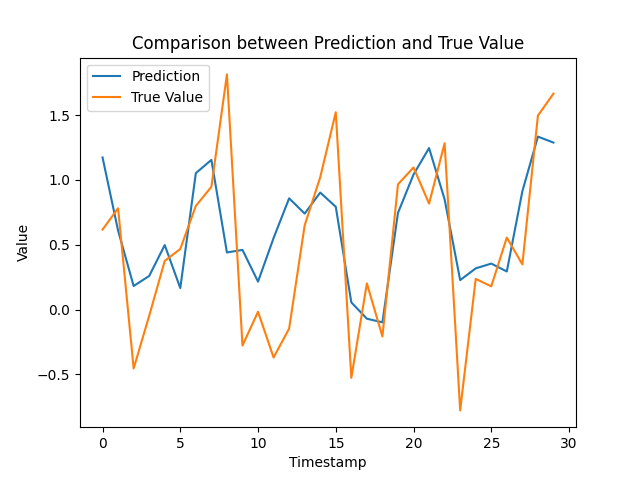 Comparison between Prediction and True Value
Prediction
True Value
1.5
1.0
0.5
0.0
−0.5
Value
0 5 10 15 20 25 30
Timestamp